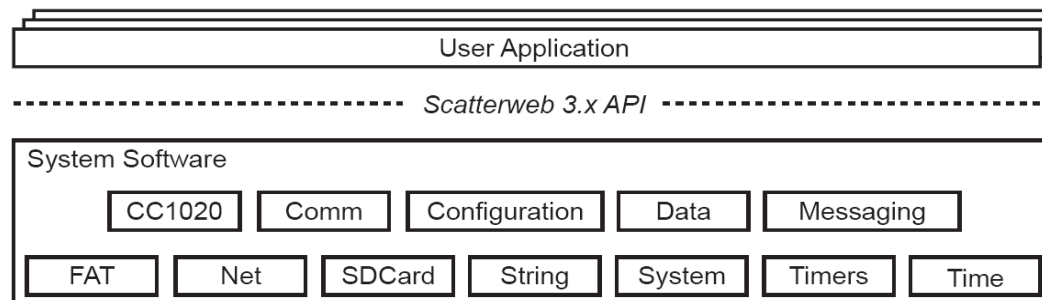 User Application
Scatterweb 3.x API
System Software
CC1020 Comm Configuration Data Messaging
FAT Net SDCard String System Timers Time